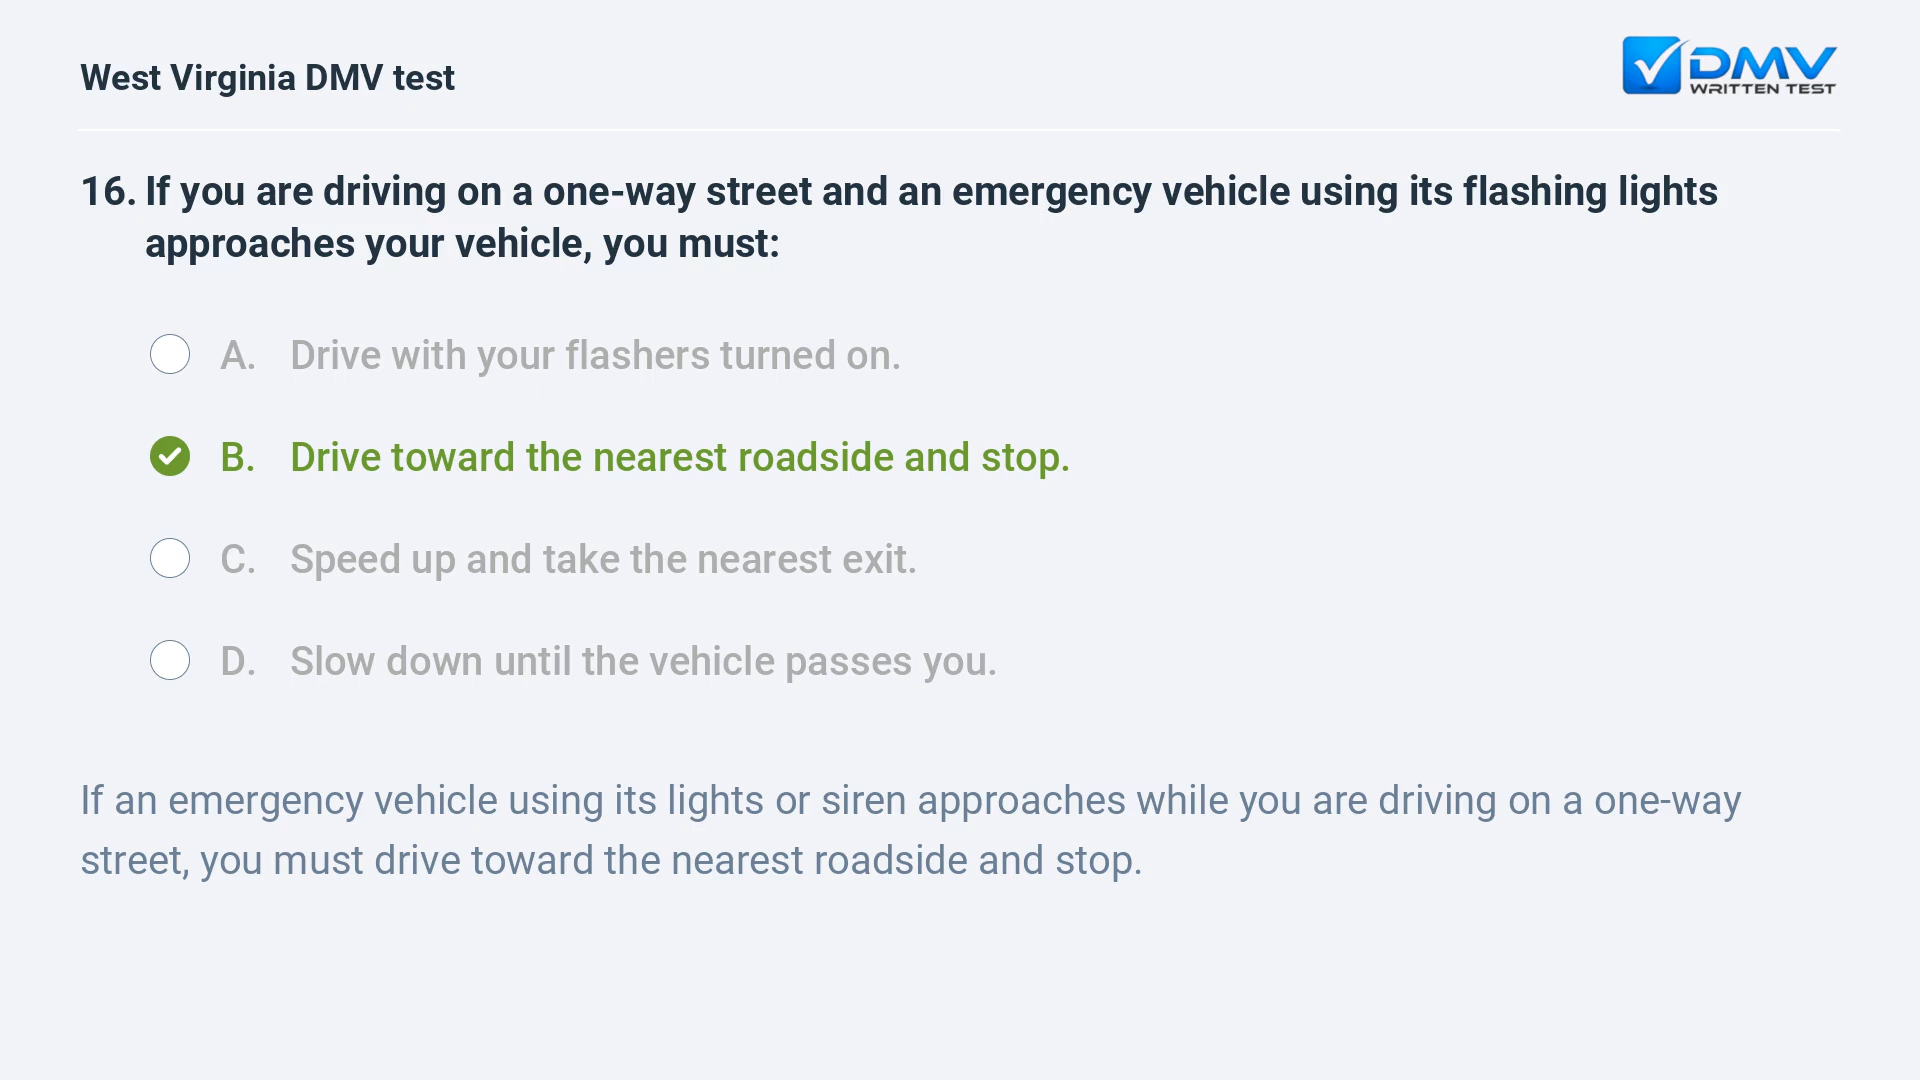 West Virginia DMV test
DMV
WRITTEN TEST
16. If you are driving on a one-way street and an emergency vehicle using its flashing lights
approaches your vehicle, you must:
A. Drive with your flashers turned on.
B. Drive toward the nearest roadside and stop.
C. Speed up and take the nearest exit.
D. Slow down until the vehicle passes you.
If an emergency vehicle using its lights or siren approaches while you are driving on a one-way
street, you must drive toward the nearest roadside and stop.